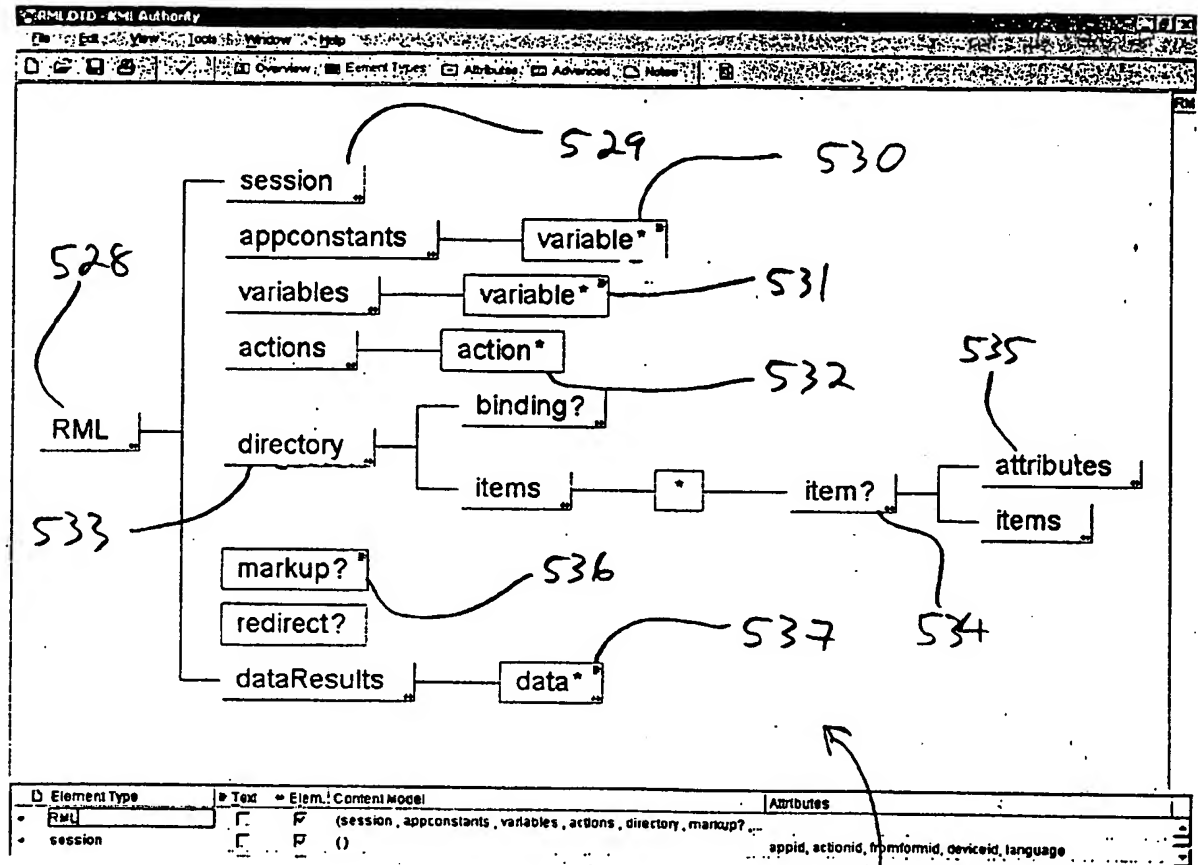 RML.DTD - XML Authority
File Edit View Tools Window Help
Overview Element Types Attributes Advanced Notes
RM
529
530
session
appconstants
variable*
528
variables
variable*
531
actions
action*
535
532
binding?
RML
directory
attributes
items
*
item?
items
533
markup?
536
redirect?
537
534
dataResults
data*
Element Type Text Elem. Content Model Attributes
RML (session , appconstants , variables , actions , directory , markup? , ...
session () appid, actionid, fromformid, deviceid, language